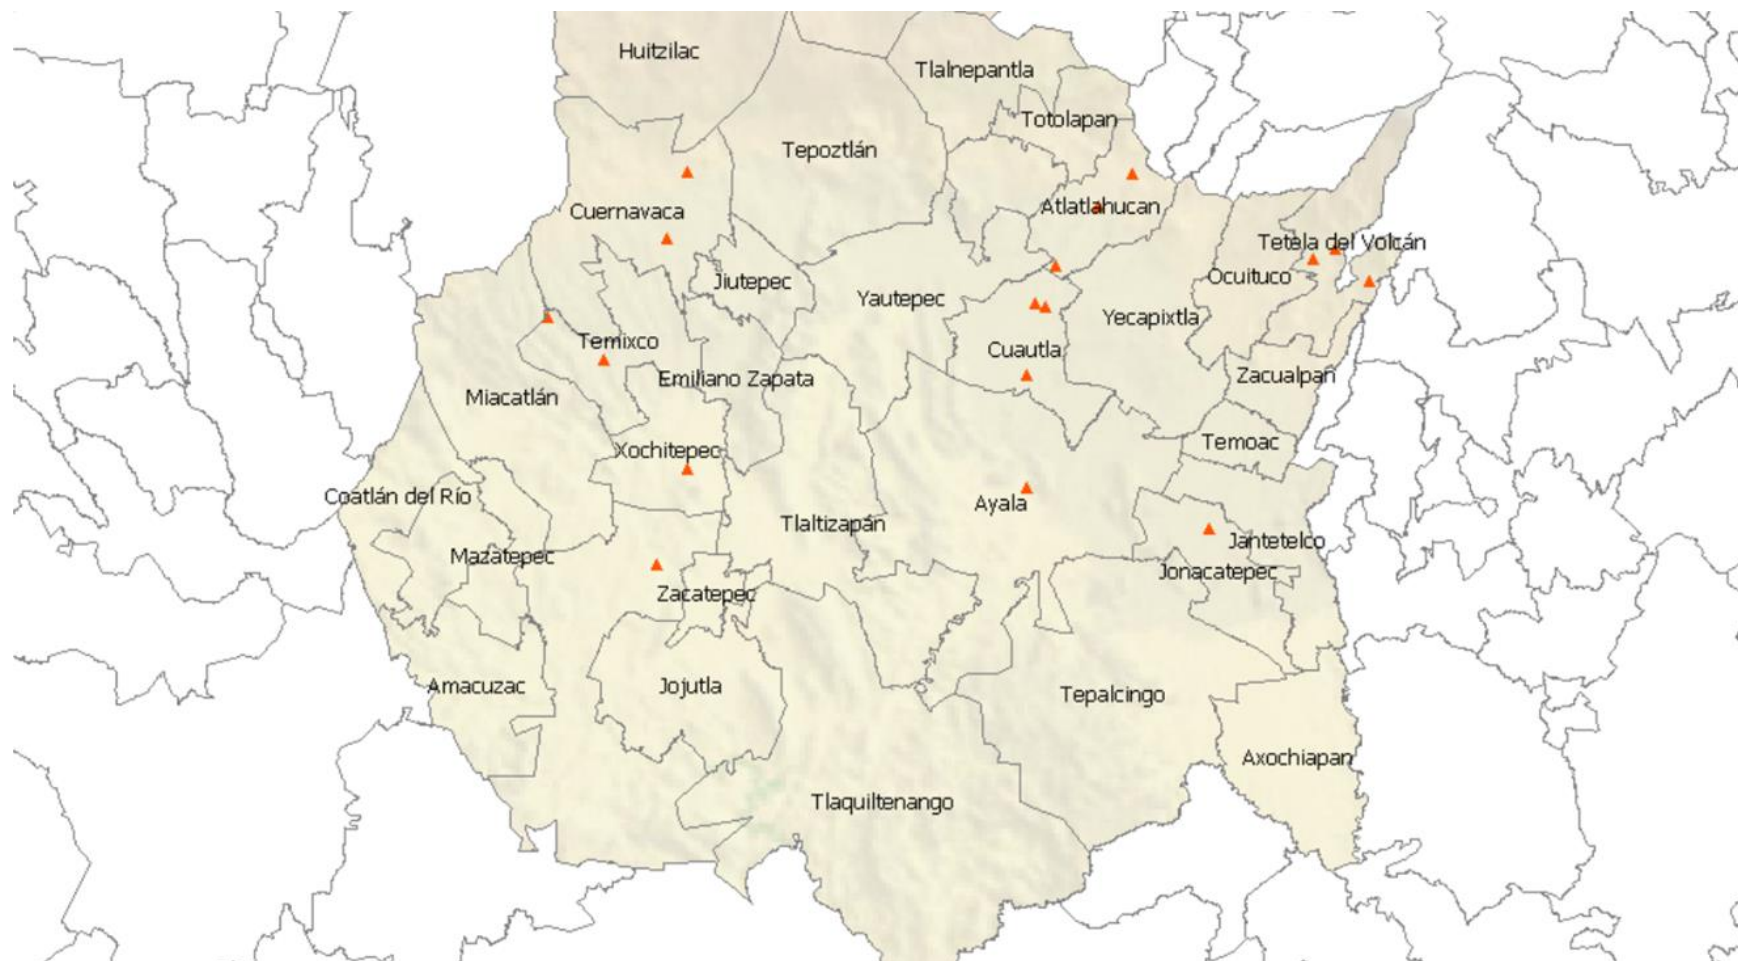 Huitzilac
Tlalnepantla
Totolapan
Tepoztlán
Cuernavaca
Atlatlahucan
Tetela del Volcán
Jiutepec
Ocuituco
Yautepec
Yecapixtla
Temixco
Cuautla
Emiliano Zapata
Zacualpan
Miacatlán
Temoac
Xochitepec
Coatlán del Río
Ayala
Tlaltizapán
Jantetelco
Mazatepec
Jonacatepec
Zacatepec
Amacuzac
Jojutla
Tepalcingo
Axochiapan
Tlaquiltenango